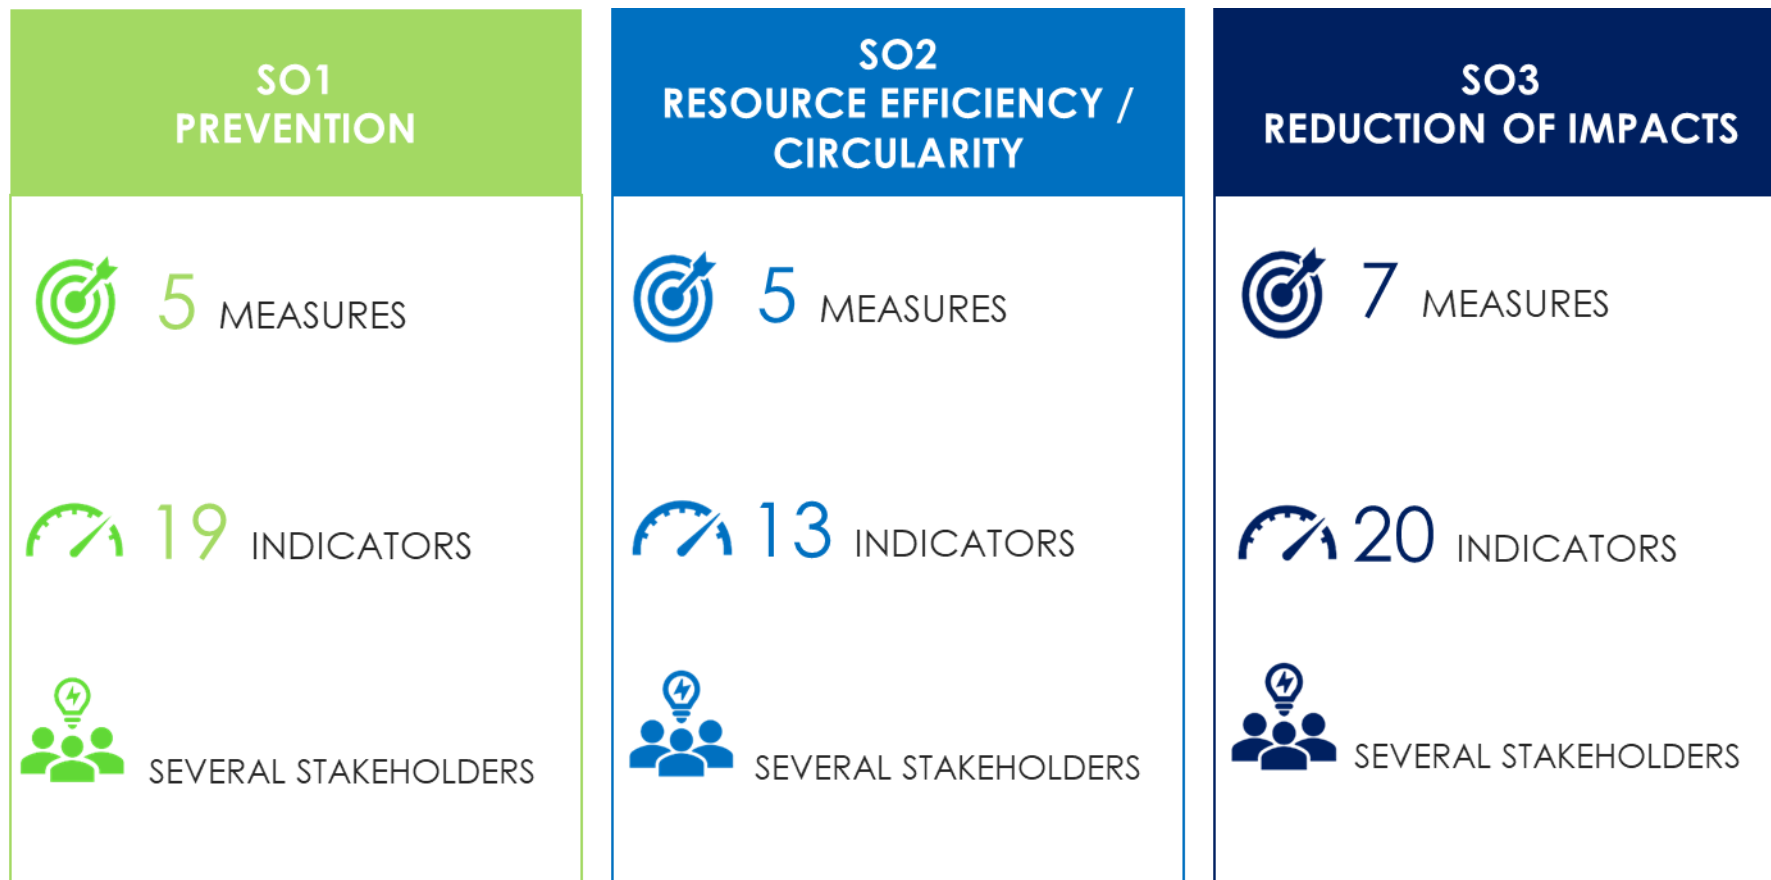 SO1
PREVENTION
5 MEASURES
19 INDICATORS
SEVERAL STAKEHOLDERS
SO2
RESOURCE EFFICIENCY /
CIRCULARITY
5 MEASURES
13 INDICATORS
SEVERAL STAKEHOLDERS
SO3
REDUCTION OF IMPACTS
7 MEASURES
20 INDICATORS
SEVERAL STAKEHOLDERS